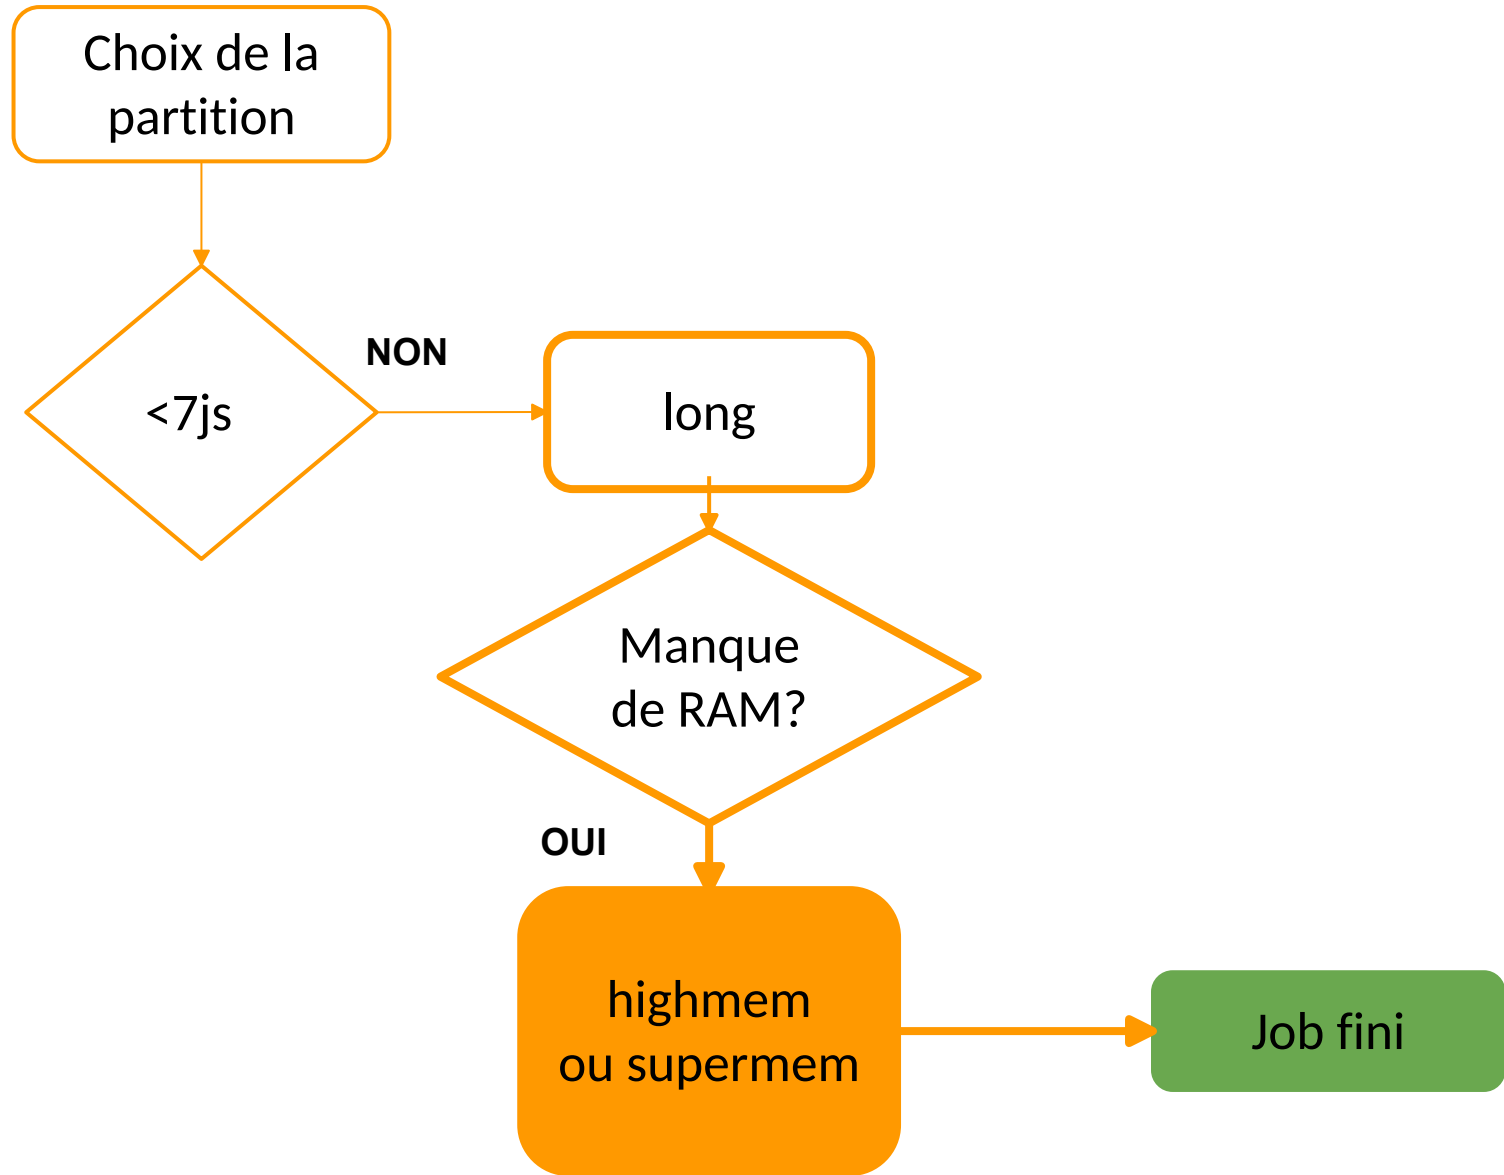 Choix de la
partition
NON
<7js
long
Manque
de RAM?
OUI
highmem
ou supermem
Job fini